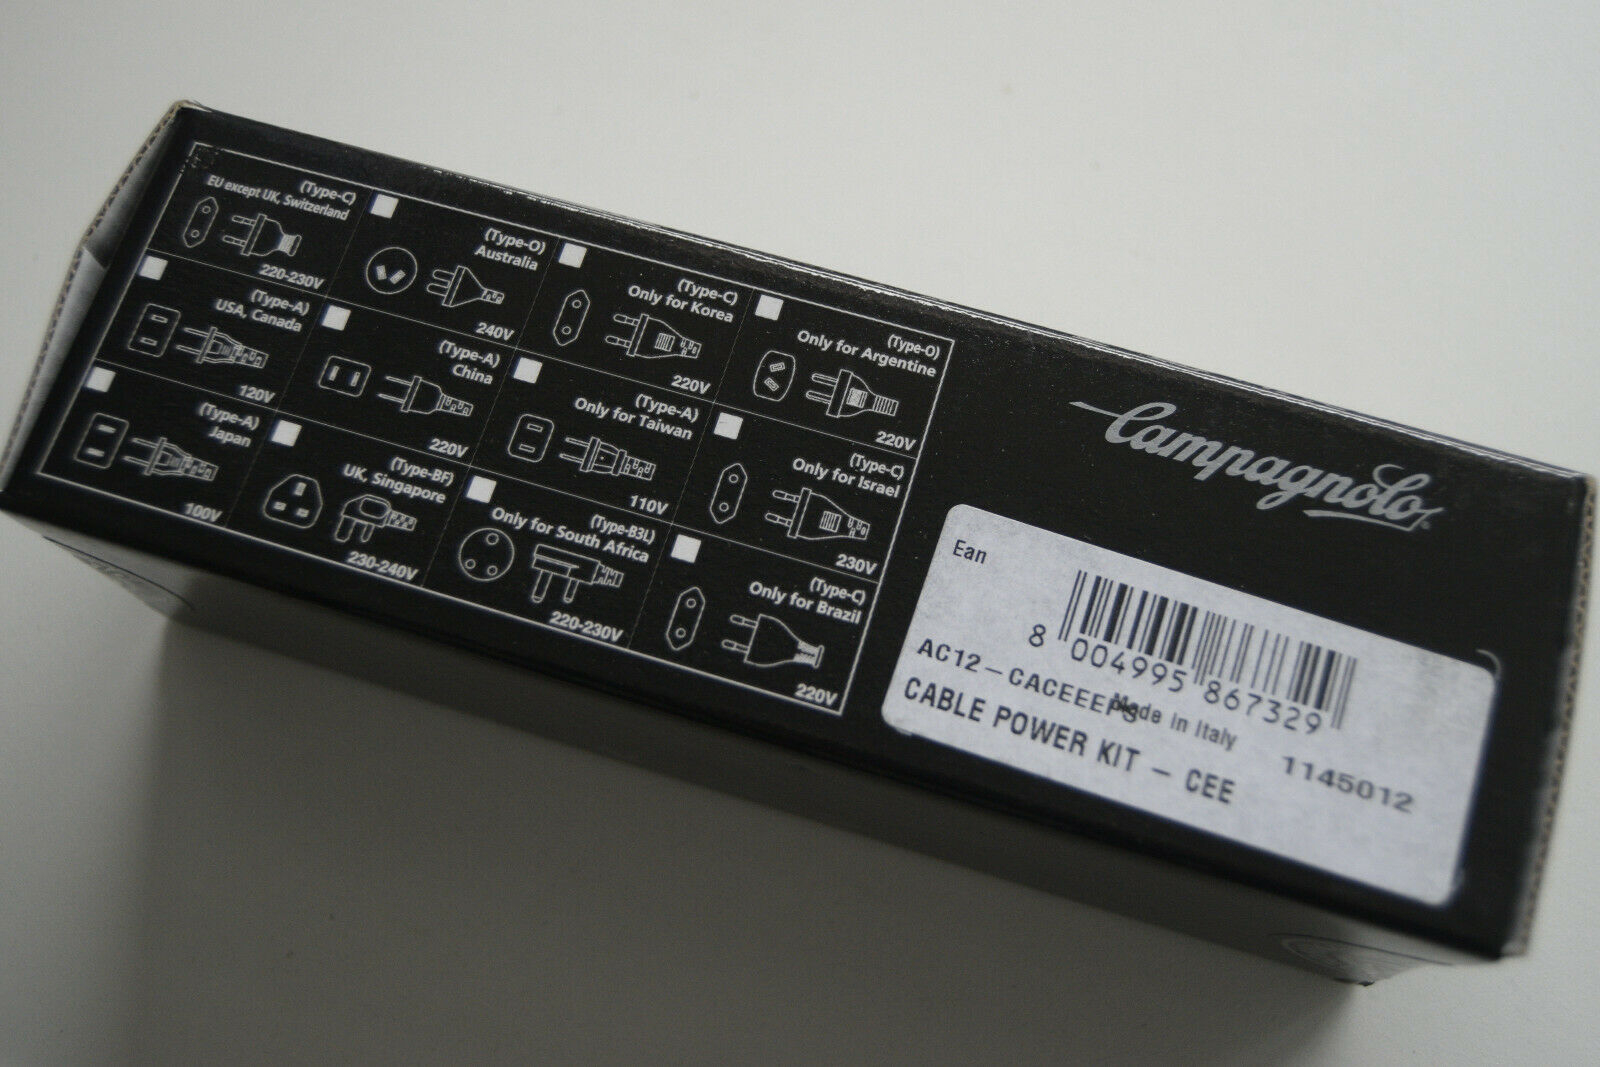 (Type-C)
EU except UK, Switzerland
220-230V
(Type-O)
Australia
240V
(Type-C)
Only for Korea
220V
(Type-O)
Only for Argentine
220V
(Type-A)
USA, Canada
120V
(Type-A)
China
220V
(Type-A)
Only for Taiwan
110V
(Type-C)
Only for Israel
230V
(Type-A)
Japan
100V
(Type-BF)
UK, Singapore
230-240V
(Type-B3L)
Only for South Africa
220-230V
(Type-C)
Only for Brazil
220V
Campagnolo
Ean
8 004995 867329
AC12-CACEEEPS
Made in Italy
CABLE POWER KIT - CEE
1145012